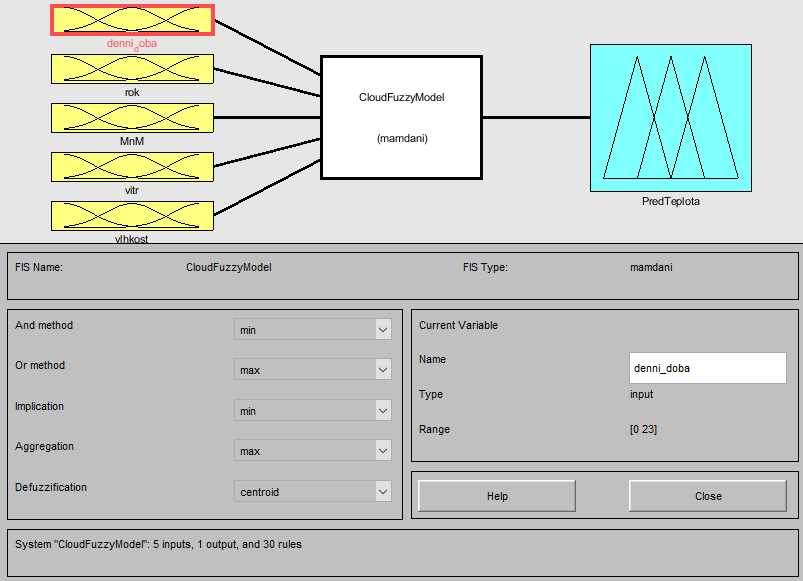 denni_doba
rok
MnM
vitr
vlhkost
CloudFuzzyModel
(mamdani)
PredTeplota
FIS Name: CloudFuzzyModel FIS Type: mamdani
And method min
Or method max
Implication min
Aggregation max
Defuzzification centroid
Current Variable
Name denni_doba
Type input
Range [0 23]
Help Close
System "CloudFuzzyModel": 5 inputs, 1 output, and 30 rules